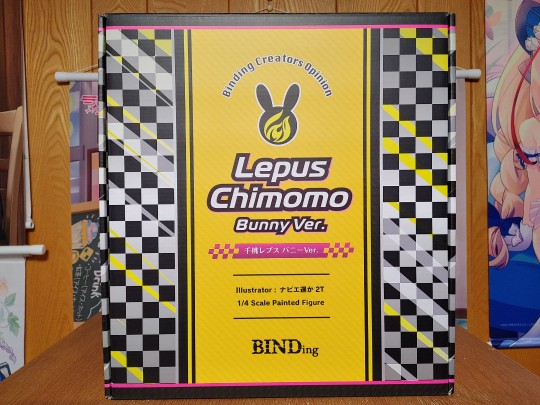 Binding Creators Opinion
Lepus
Chimomo
Bunny Ver.
千桃レプス バニーVer.
Illustrator : ナビエ遥か 2T
1/4 Scale Painted Figure
BINDing